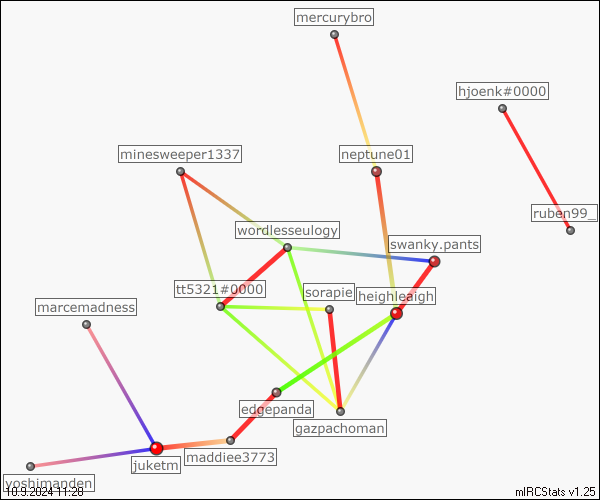 mercurybro
hjoenk#0000
minesweeper1337
neptune01
ruben99_
wordlesseulogy
swanky.pants
tt5321#0000
sorapie
heighleaigh
marcemadness
edgepanda
gazpachoman
maddiee3773
juketm
yoshimanden
10.9.2024 11:28
mIRCStats v1.25